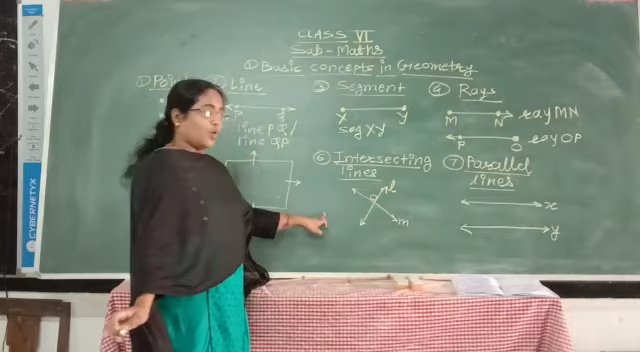 CLASS VI
Sub-Maths
① Basic concepts in Geometry
① Point
② Line
P Q
line PQ/
line QP
③ Segment
X Y
seg XY
④ Rays
M N ray MN
P O ray OP
⑥ Intersecting
lines
l
m
⑦ Parallel
lines
x
y
CYBERNETYX